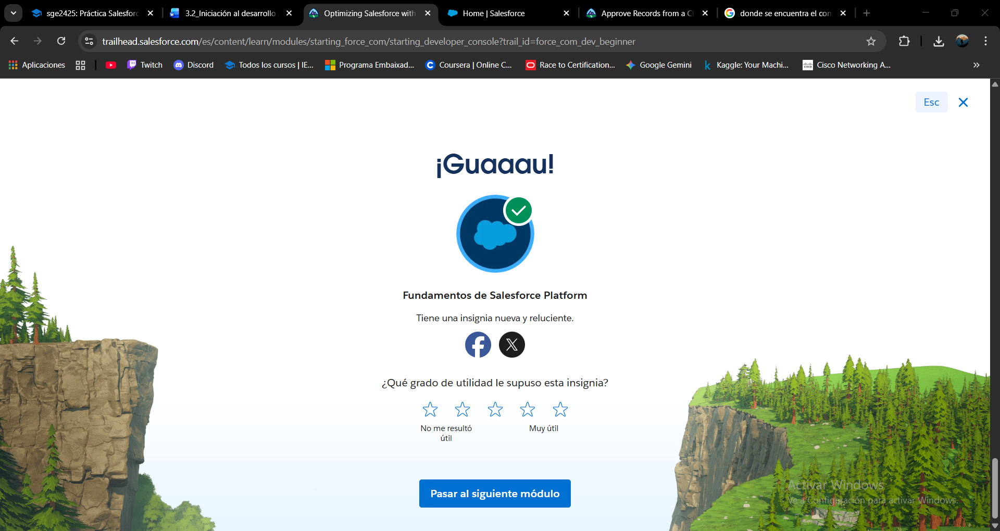 sge2425: Práctica Salesforc
3.2_Iniciación al desarrollo
Optimizing Salesforce with
Home | Salesforce
Approve Records from a Cl
donde se encuentra el con
trailhead.salesforce.com/es/content/learn/modules/starting_force_com/starting_developer_console?trail_id=force_com_dev_beginner
Aplicaciones
Twitch
Discord
Todos los cursos | IE...
Programa Embaixad...
Coursera | Online C...
Race to Certification...
Google Gemini
Kaggle: Your Machi...
Cisco Networking A...
Esc
¡Guaaau!
Fundamentos de Salesforce Platform
Tiene una insignia nueva y reluciente.
¿Qué grado de utilidad le supuso esta insignia?
No me resultó
útil
Muy útil
Pasar al siguiente módulo
Activar Windows
Ve a Configuración para activar Windows.